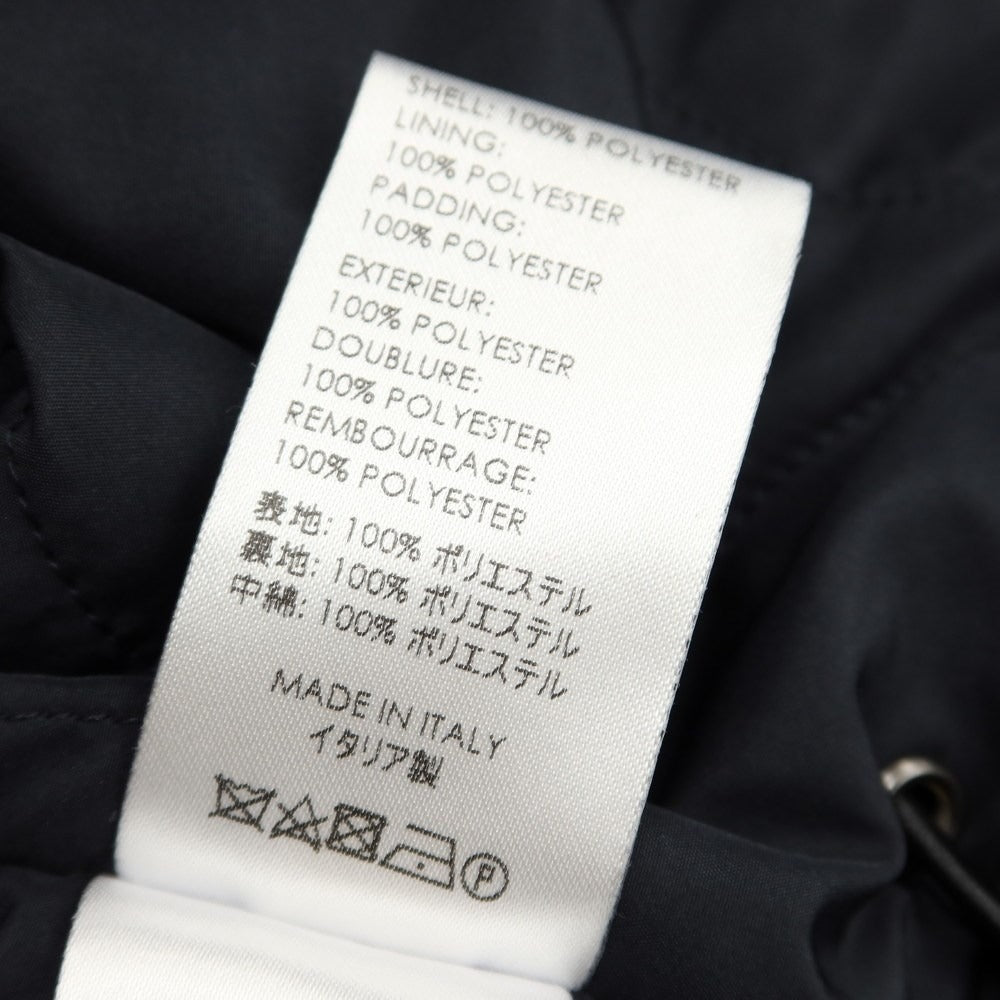 SHELL: 100% POLYESTER
LINING:
100% POLYESTER
PADDING:
100% POLYESTER
EXTERIEUR:
100% POLYESTER
DOUBLURE:
100% POLYESTER
REMBOURRAGE:
100% POLYESTER
表地: 100% ポリエステル
裏地: 100% ポリエステル
中綿: 100% ポリエステル
MADE IN ITALY
イタリア製
P